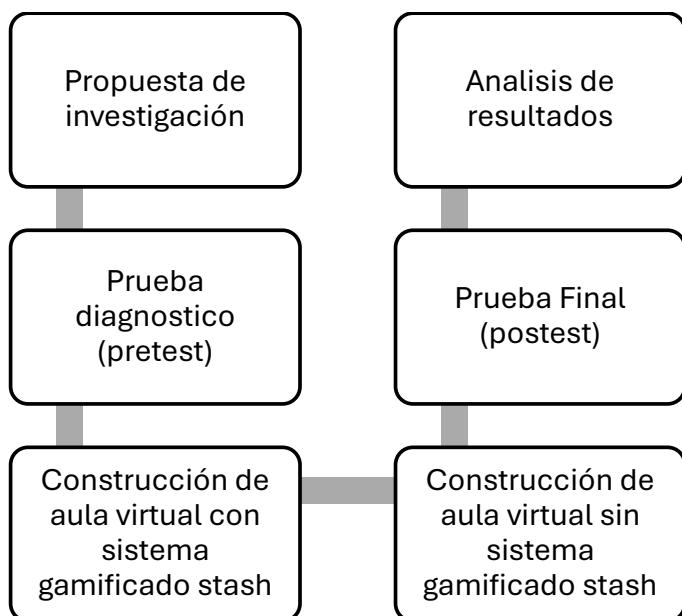 Propuesta de
investigación
Prueba
diagnostico
(pretest)
Construcción de
aula virtual con
sistema
gamificado stash
Construcción de
aula virtual sin
sistema
gamificado stash
Prueba Final
(postest)
Analisis de
resultados